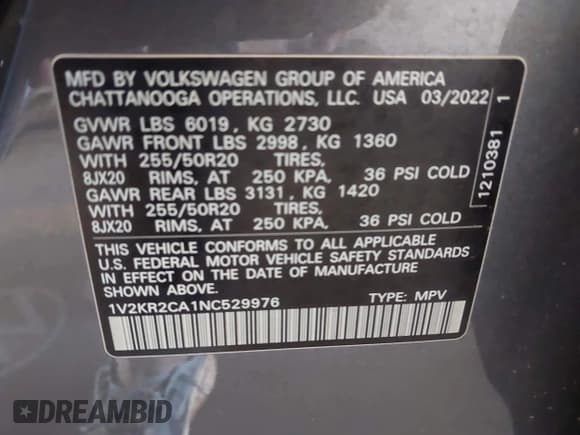 MFD BY VOLKSWAGEN GROUP OF AMERICA
CHATTANOOGA OPERATIONS, LLC. USA 03/2022
GVWR LBS 6019, KG 2730
GAWR FRONT LBS 2998, KG 1360
WITH 255/50R20 TIRES,
8JX20 RIMS, AT 250 KPA, 36 PSI COLD
GAWR REAR LBS 3131, KG 1420
WITH 255/50R20 TIRES,
8JX20 RIMS, AT 250 KPA, 36 PSI COLD
THIS VEHICLE CONFORMS TO ALL APPLICABLE
U.S. FEDERAL MOTOR VEHICLE SAFETY STANDARDS
IN EFFECT ON THE DATE OF MANUFACTURE
SHOWN ABOVE.
1V2KR2CA1NC529976 TYPE: MPV
1210381 1
DREAMBID